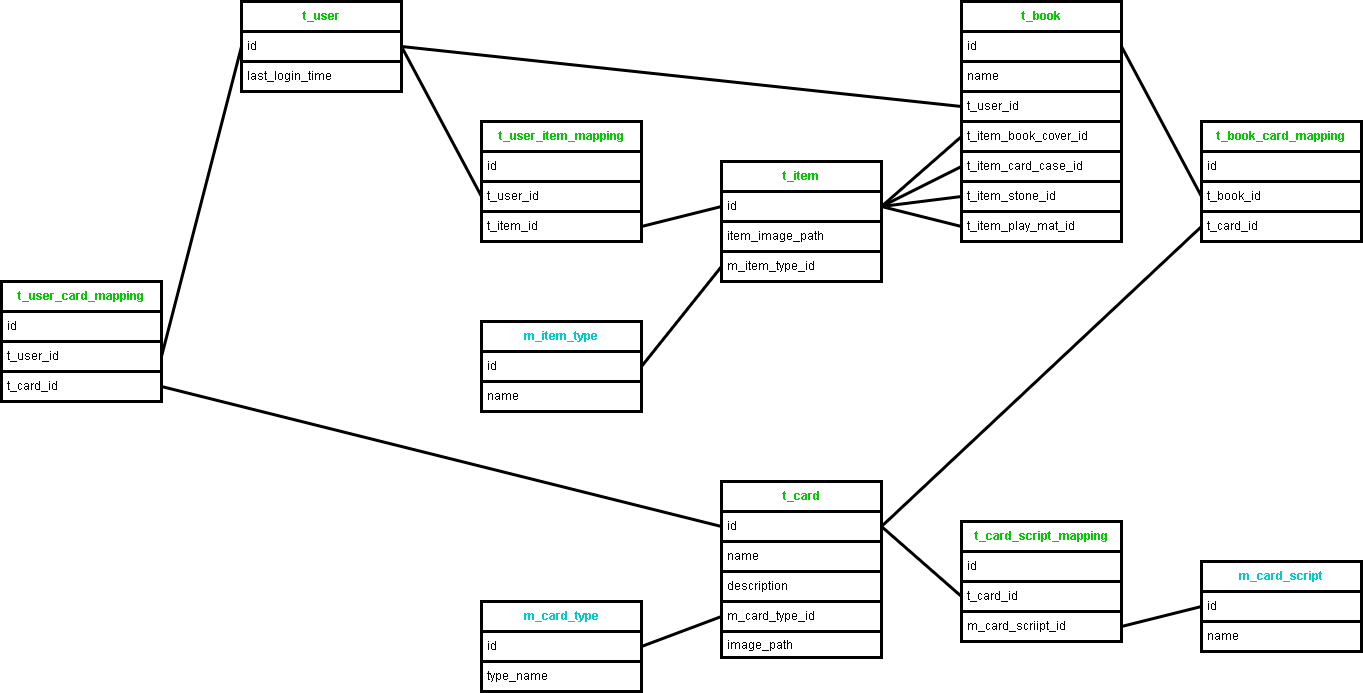 t_user
id
last_login_time
t_book
id
name
t_user_id
t_item_book_cover_id
t_item_card_case_id
t_item_stone_id
t_item_play_mat_id
t_user_item_mapping
id
t_user_id
t_item_id
t_book_card_mapping
id
t_book_id
t_card_id
t_item
id
item_image_path
m_item_type_id
t_user_card_mapping
id
t_user_id
t_card_id
m_item_type
id
name
t_card
id
name
description
m_card_type_id
image_path
t_card_script_mapping
id
t_card_id
m_card_scriipt_id
m_card_script
id
name
m_card_type
id
type_name